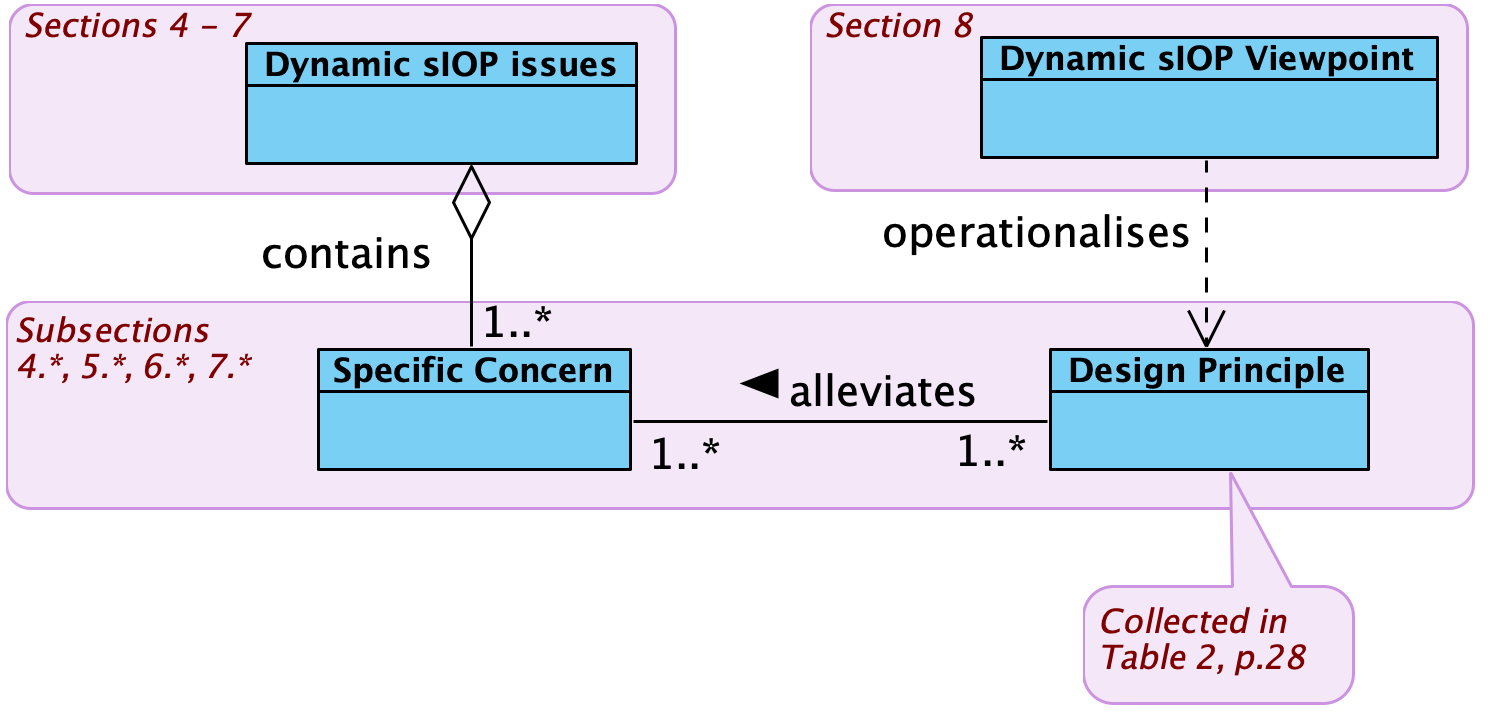 Sections 4 – 7
Dynamic sIOP issues
Section 8
Dynamic sIOP Viewpoint
contains
operationalises
1..*
Subsections
4.*, 5.*, 6.*, 7.*
Specific Concern
alleviates
1..*
1..*
Design Principle
Collected in
Table 2, p.28